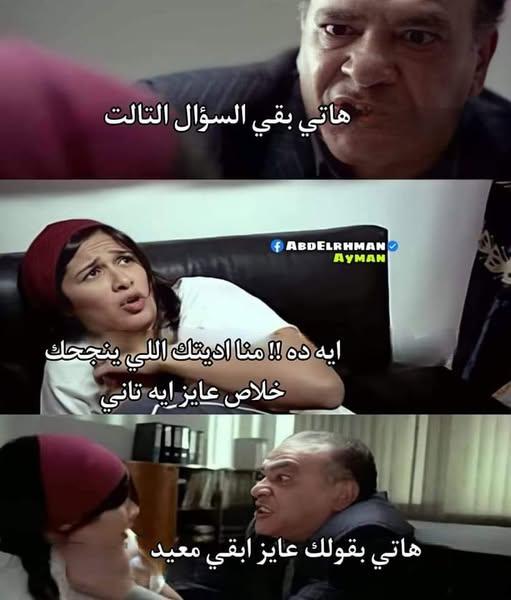 هاتي بقي السؤال التالت
ABDELRHMAN
AYMAN
ايه ده !! منا اديتك اللي ينجحك
خلاص عايز ايه تاني
هاتي بقولك عايز ابقي معيد